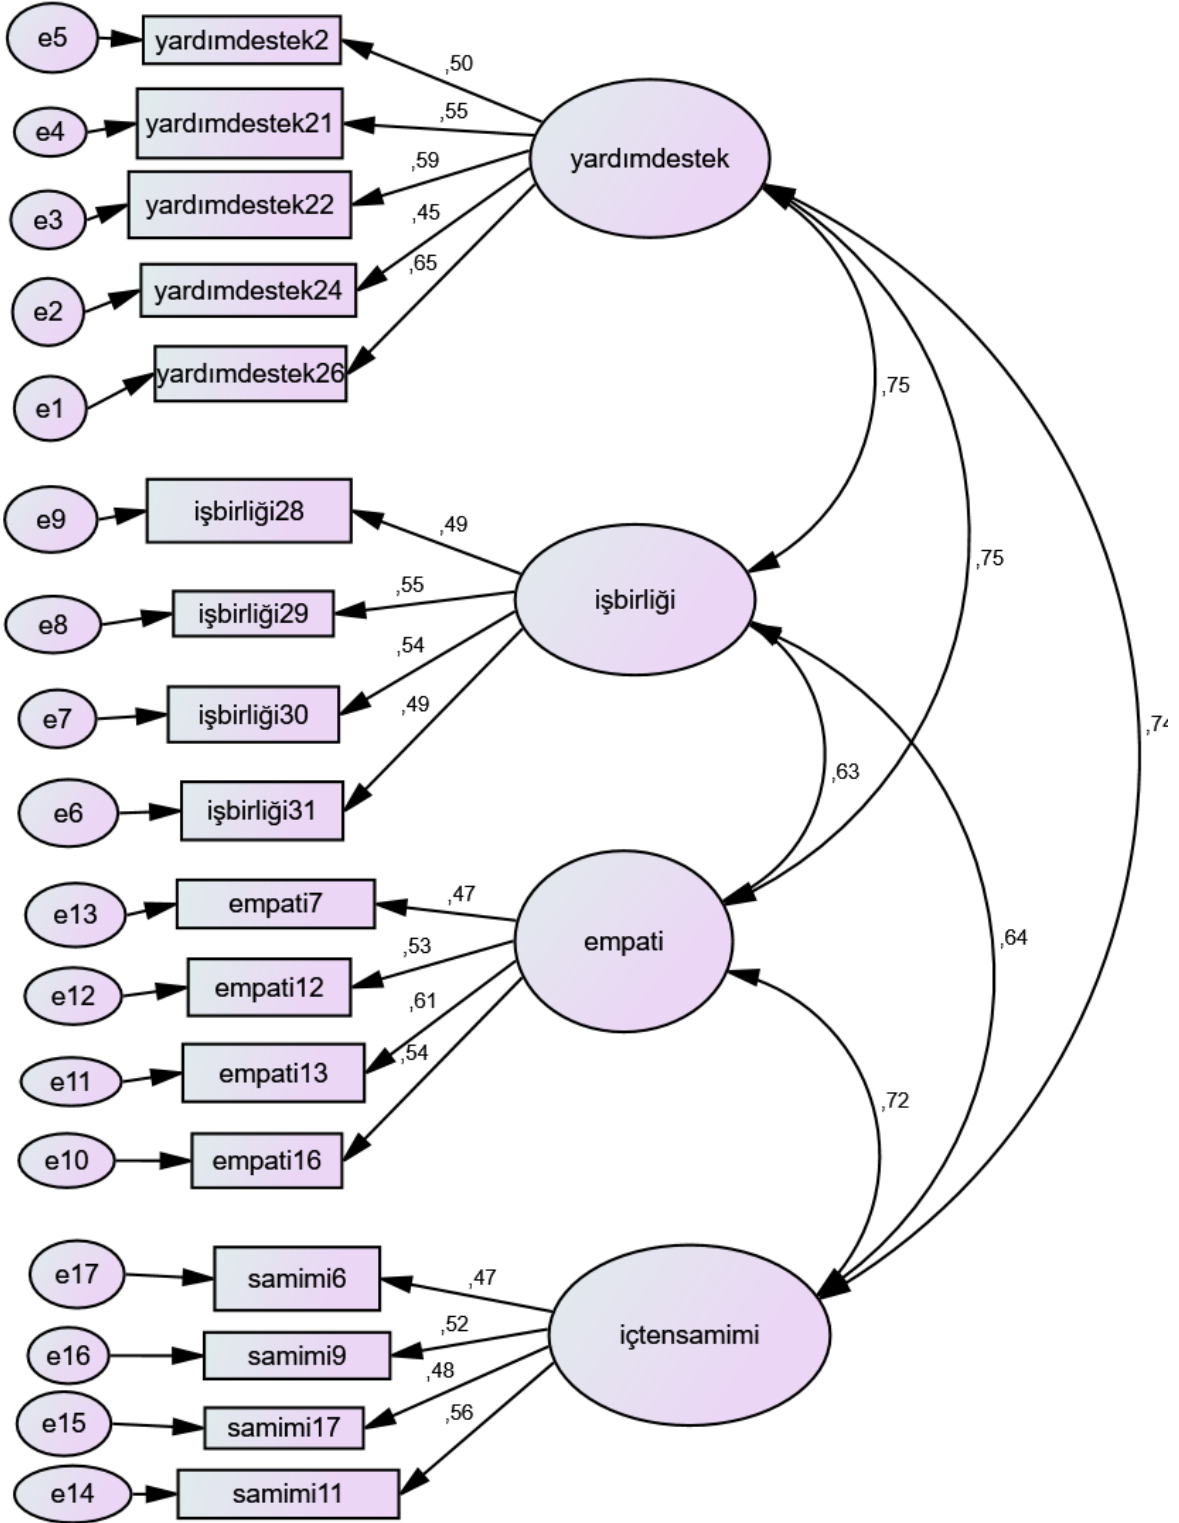 e5
yardımdestek2
,50
e4
yardımdestek21
,55
yardımdestek
e3
yardımdestek22
,59
,45
e2
yardımdestek24
,65
e1
yardımdestek26
,75
e9
işbirliği28
,49
,75
e8
işbirliği29
,55
işbirliği
,54
e7
işbirliği30
,49
,74
,63
e6
işbirliği31
e13
empati7
,47
,64
empati
,53
e12
empati12
,61
,54
e11
empati13
,72
e10
empati16
e17
samimi6
,47
,52
içtensamimi
e16
samimi9
,48
,56
e15
samimi17
e14
samimi11